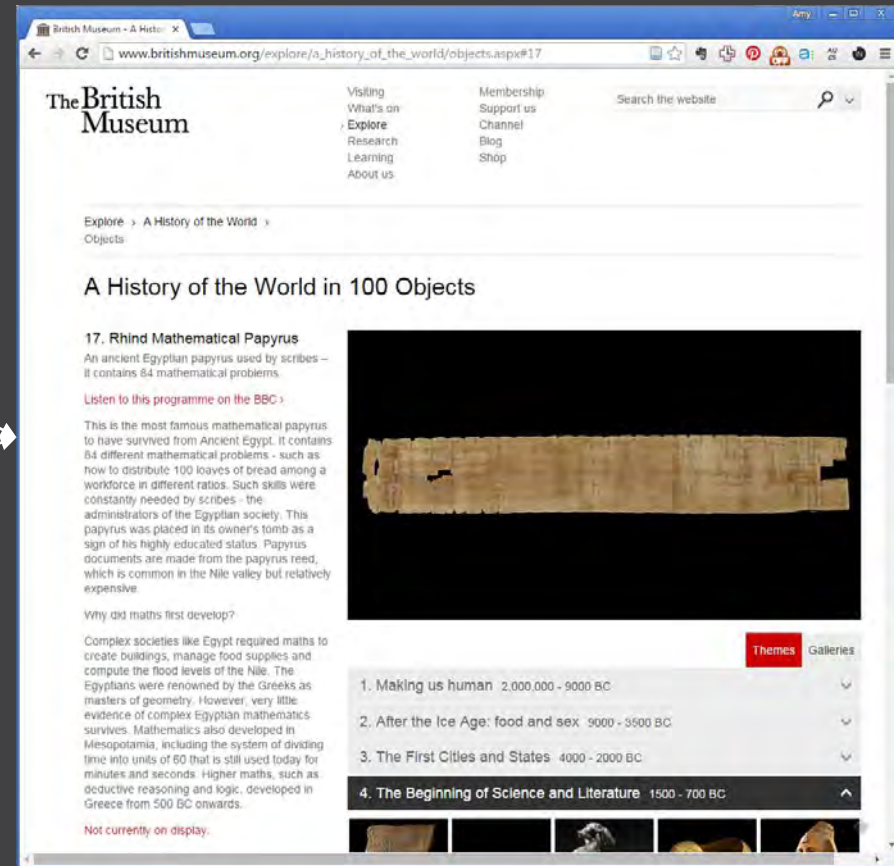 Amy
British Museum - A Histor
www.britishmuseum.org/explore/a_history_of_the_world/objects.aspx#17
The British
Museum
Visiting
What's on
› Explore
Research
Learning
About us
Membership
Support us
Channel
Blog
Shop
Search the website
Explore › A History of the World ›
Objects
A History of the World in 100 Objects
17. Rhind Mathematical Papyrus
An ancient Egyptian papyrus used by scribes –
it contains 84 mathematical problems
Listen to this programme on the BBC ›
This is the most famous mathematical papyrus
to have survived from Ancient Egypt. It contains
84 different mathematical problems - such as
how to distribute 100 loaves of bread among a
workforce in different ratios. Such skills were
constantly needed by scribes - the
administrators of the Egyptian society. This
papyrus was placed in its owner's tomb as a
sign of his highly educated status. Papyrus
documents are made from the papyrus reed,
which is common in the Nile valley but relatively
expensive.
Why did maths first develop?
Complex societies like Egypt required maths to
create buildings, manage food supplies and
compute the flood levels of the Nile. The
Egyptians were renowned by the Greeks as
masters of geometry. However, very little
evidence of complex Egyptian mathematics
survives. Mathematics also developed in
Mesopotamia, including the system of dividing
time into units of 60 that is still used today for
minutes and seconds. Higher maths, such as
deductive reasoning and logic, developed in
Greece from 500 BC onwards.
Not currently on display.
Themes Galleries
1. Making us human 2,000,000 - 9000 BC
2. After the Ice Age: food and sex 9000 - 3500 BC
3. The First Cities and States 4000 - 2000 BC
4. The Beginning of Science and Literature 1500 - 700 BC